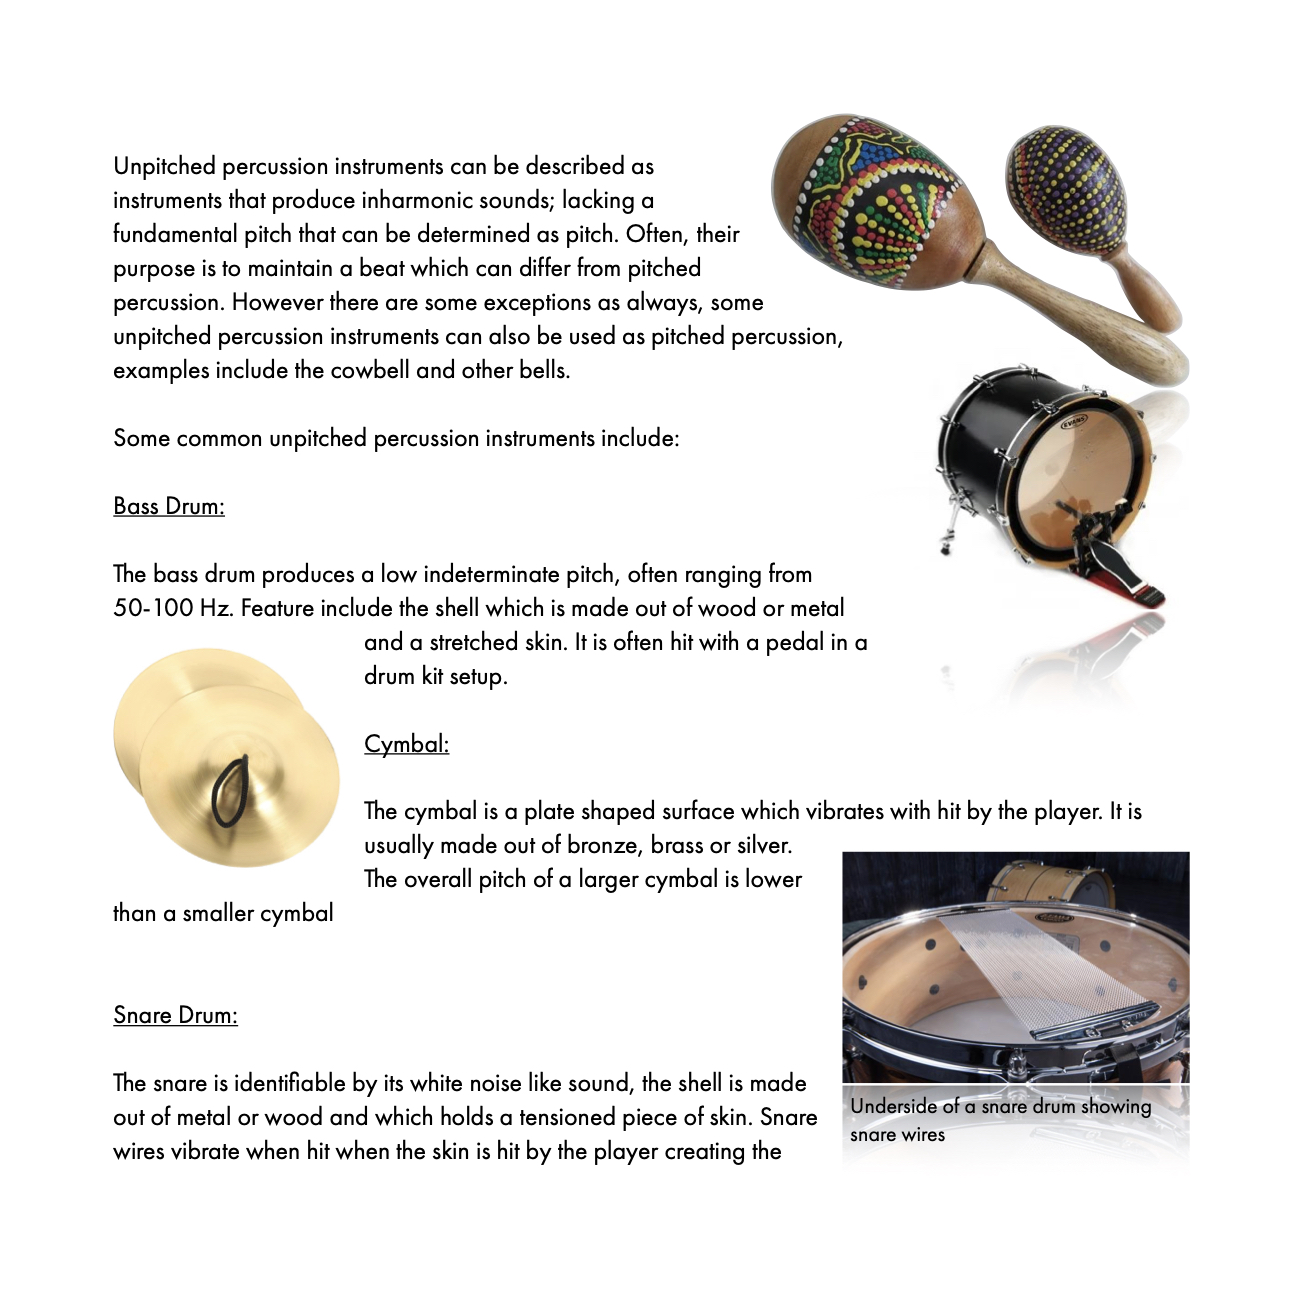 Unpitched percussion instruments can be described as
instruments that produce inharmonic sounds; lacking a
fundamental pitch that can be determined as pitch. Often, their
purpose is to maintain a beat which can differ from pitched
percussion. However there are some exceptions as always, some
unpitched percussion instruments can also be used as pitched percussion,
examples include the cowbell and other bells.
Some common unpitched percussion instruments include:
Bass Drum:
EVANS
The bass drum produces a low indeterminate pitch, often ranging from
50-100 Hz. Feature include the shell which is made out of wood or metal
and a stretched skin. It is often hit with a pedal in a
drum kit setup.
Cymbal:
The cymbal is a plate shaped surface which vibrates with hit by the player. It is
usually made out of bronze, brass or silver.
The overall pitch of a larger cymbal is lower
than a smaller cymbal
Snare Drum:
The snare is identifiable by its white noise like sound, the shell is made
out of metal or wood and which holds a tensioned piece of skin. Snare
wires vibrate when hit when the skin is hit by the player creating the
Underside of a snare drum showing
snare wires